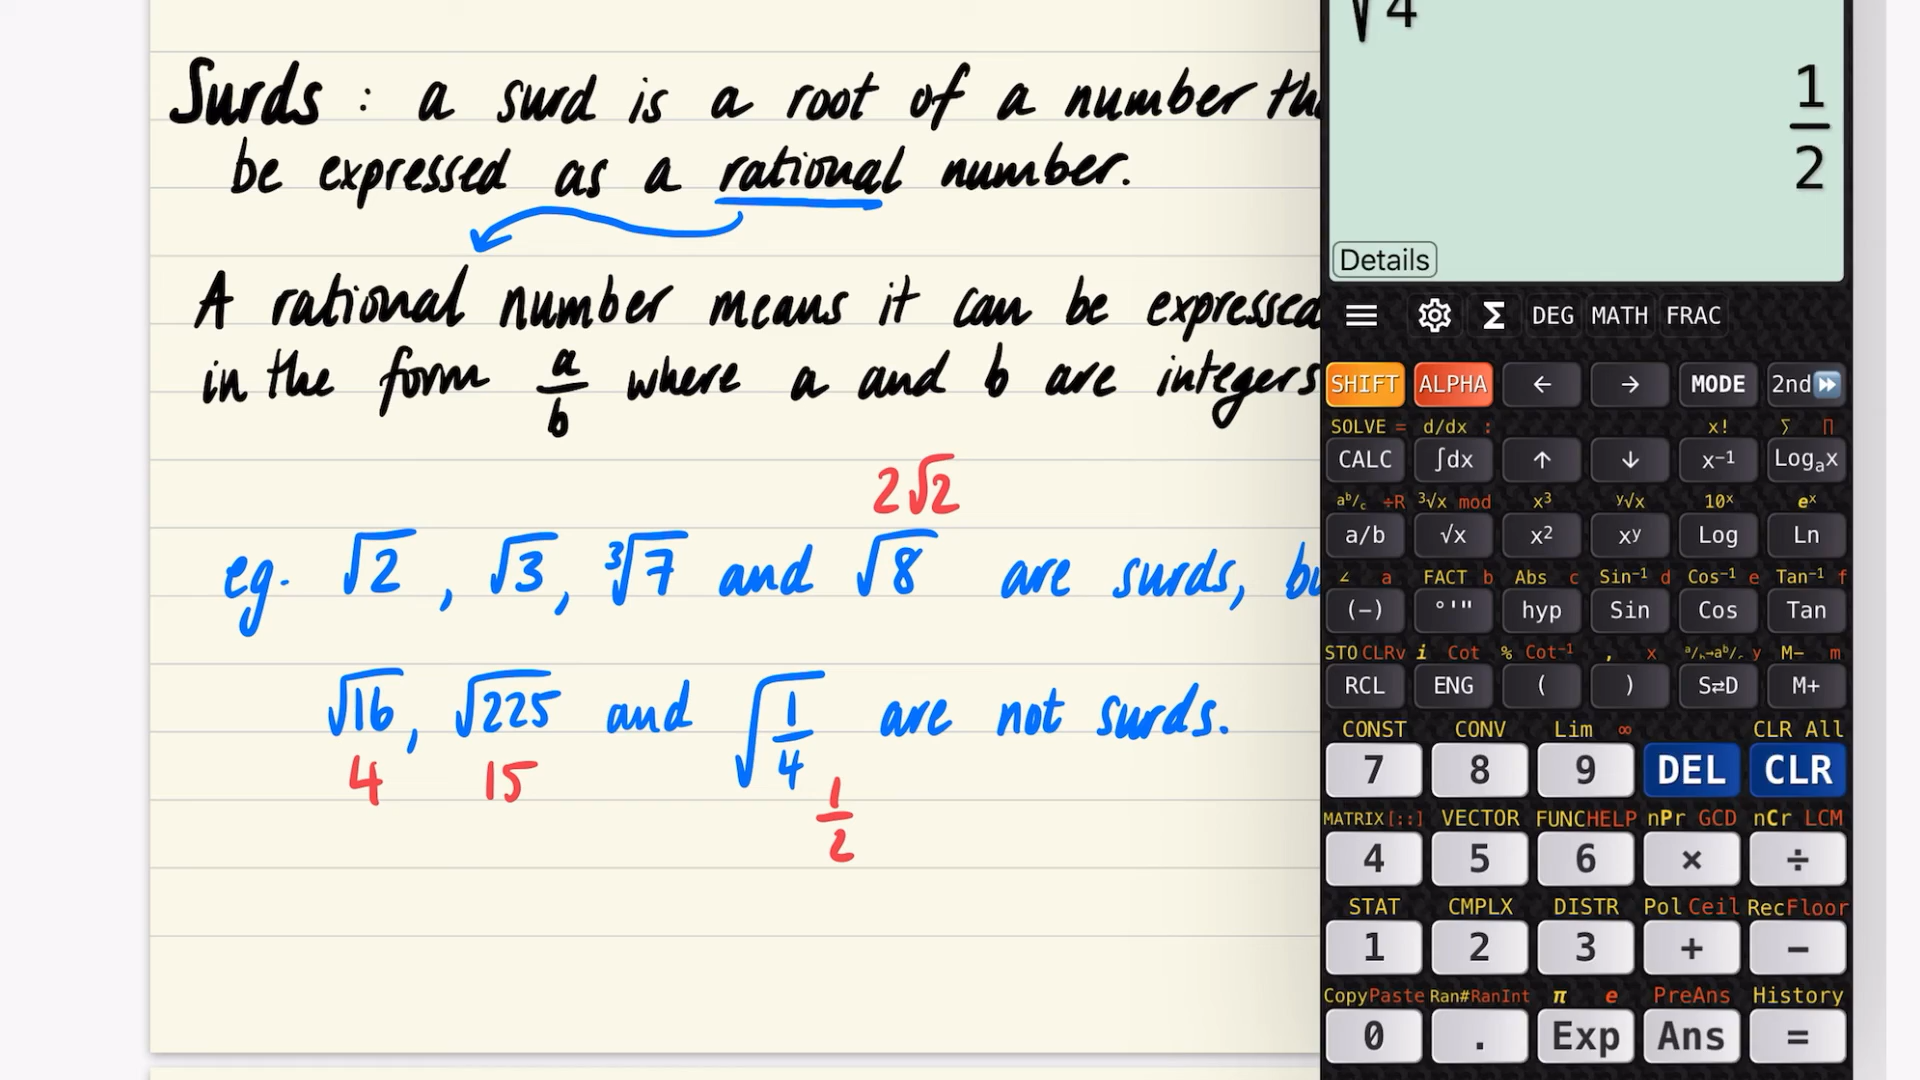 Surds : a surd is a root of a number th
be expressed as a rational number.
A rational number means it can be expressed
in the form a/b where a and b are integers
2√2
eg. √2 , √3 , ³√7 and √8 are surds, bu
√16 , √225 and √1/4 are not surds.
4 15 1/2
√4
1/2
Details
DEG MATH FRAC
SHIFT ALPHA ← → MODE 2nd
SOLVE = d/dx : x! ∑ ∏
CALC ∫dx ↑ ↓ x⁻¹ Logₐx
aᵇ/c ÷R ³√x mod x³ ʸ√x 10ˣ eˣ
a/b √x x² xʸ Log Ln
∠ a FACT b Abs c Sin⁻¹ d Cos⁻¹ e Tan⁻¹ f
(−) °'" hyp Sin Cos Tan
STO CLRv i Cot % Cot⁻¹ , x y M− m
RCL ENG ( ) S⇄D M+
CONST CONV Lim ∞ CLR All
7 8 9 DEL CLR
MATRIX [::] VECTOR FUNC HELP nPr GCD nCr LCM
4 5 6 × ÷
STAT CMPLX DISTR Pol Ceil Rec Floor
1 2 3 + −
Copy Paste Ran# RanInt π e PreAns History
0 . Exp Ans =